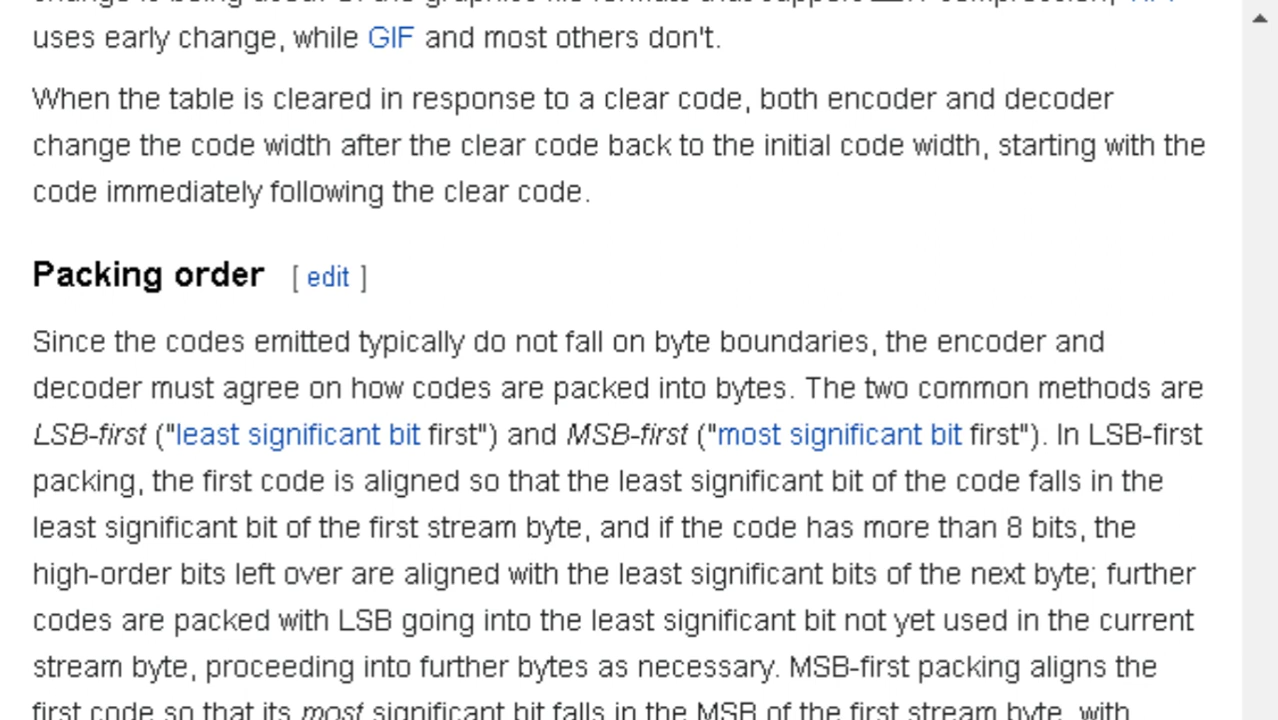 uses early change, while GIF and most others don't.
When the table is cleared in response to a clear code, both encoder and decoder
change the code width after the clear code back to the initial code width, starting with the
code immediately following the clear code.
Packing order [ edit ]
Since the codes emitted typically do not fall on byte boundaries, the encoder and
decoder must agree on how codes are packed into bytes. The two common methods are
LSB-first ("least significant bit first") and MSB-first ("most significant bit first"). In LSB-first
packing, the first code is aligned so that the least significant bit of the code falls in the
least significant bit of the first stream byte, and if the code has more than 8 bits, the
high-order bits left over are aligned with the least significant bits of the next byte; further
codes are packed with LSB going into the least significant bit not yet used in the current
stream byte, proceeding into further bytes as necessary. MSB-first packing aligns the
first code so that its most significant bit falls in the MSB of the first stream byte, with